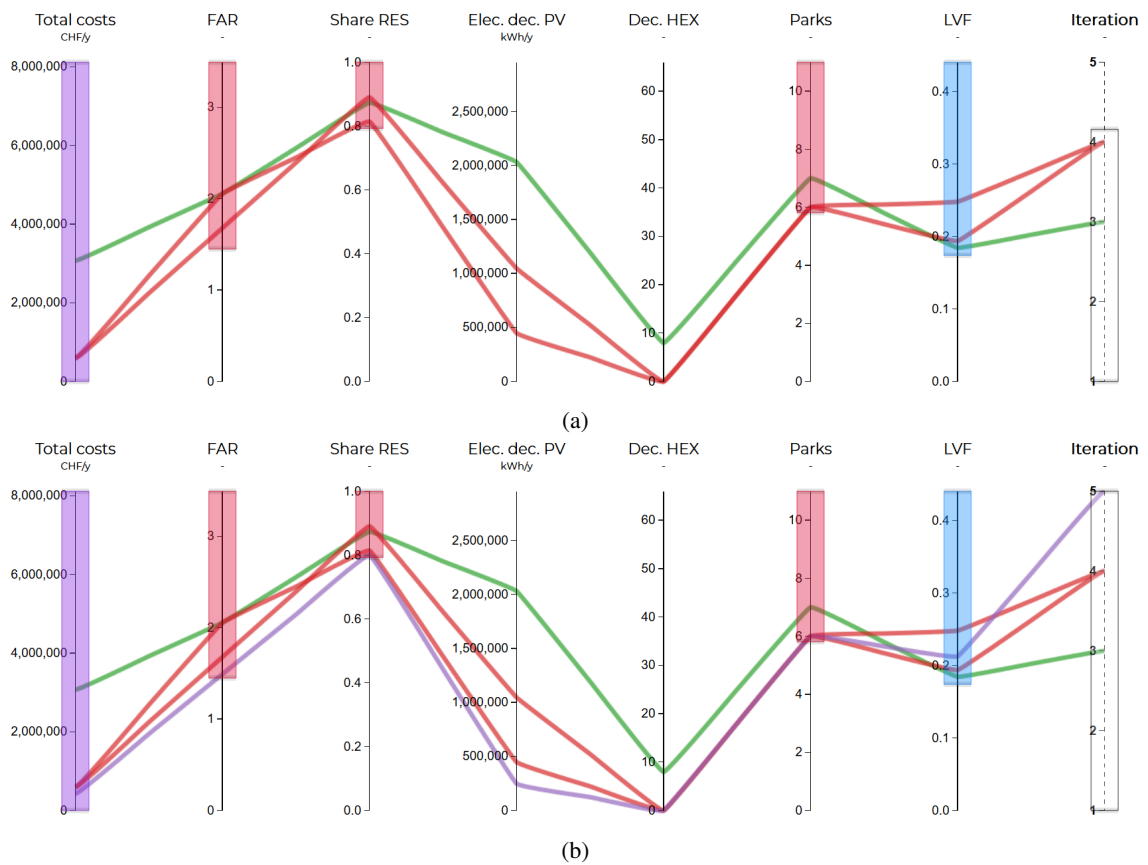 Total costs FAR Share RES Elec. dec. PV Dec. HEX Parks LVF Iteration
CHF/y - - kWh/y - - - -
8,000,000 3 1.0 2,500,000 60 10 0.4 5
6,000,000 2 0.8 2,000,000 50 8 0.3 4
4,000,000 1 0.6 1,500,000 40 6 0.2 3
2,000,000 0 0.4 1,000,000 30 4 0.1 2
0 0.2 500,000 20 2 0.0 1
0.0 0 10 0
0
(a)
Total costs FAR Share RES Elec. dec. PV Dec. HEX Parks LVF Iteration
CHF/y - - kWh/y - - - -
8,000,000 3 1.0 2,500,000 60 10 0.4 5
6,000,000 2 0.8 2,000,000 50 8 0.3 4
4,000,000 1 0.6 1,500,000 40 6 0.2 3
2,000,000 0 0.4 1,000,000 30 4 0.1 2
0 0.2 500,000 20 2 0.0 1
0.0 0 10 0
0
(b)